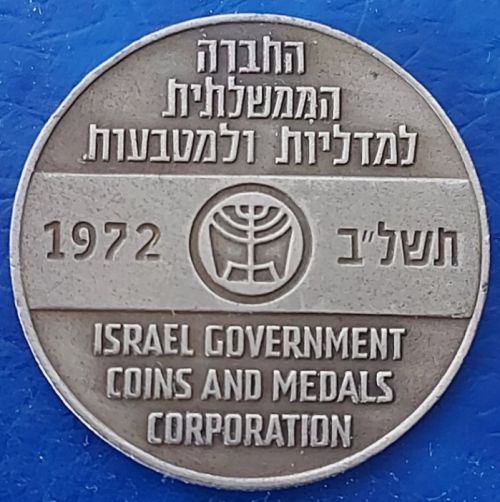 החברה
הממשלתית
למדליות ולמטבעות
1972 תשל״ב
ISRAEL GOVERNMENT
COINS AND MEDALS
CORPORATION